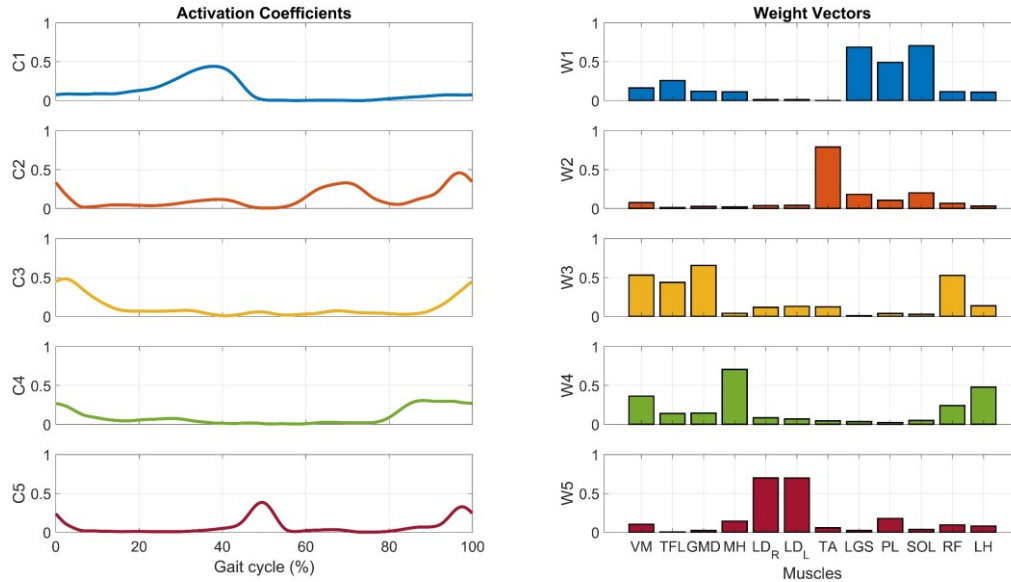 Activation Coefficients
Weight Vectors
C1
1
0.5
0
W1
1
0.5
0
C2
1
0.5
0
W2
1
0.5
0
C3
1
0.5
0
W3
1
0.5
0
C4
1
0.5
0
W4
1
0.5
0
C5
1
0.5
0
W5
1
0.5
0
0 20 40 60 80 100
VM TFL GMD MH LD_R LD_L TA LGS PL SOL RF LH
Gait cycle (%)
Muscles